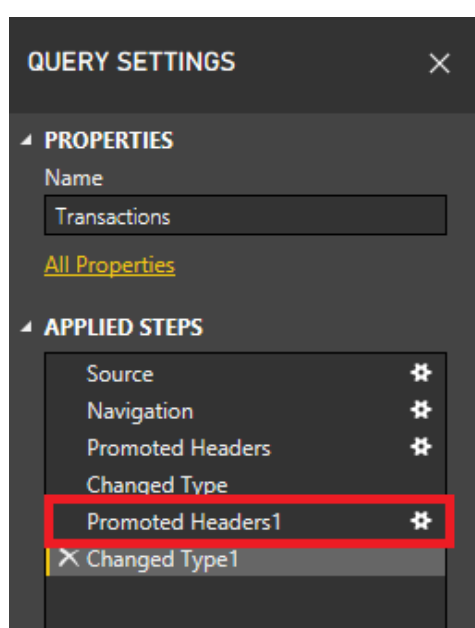 QUERY SETTINGS
PROPERTIES
Name
Transactions
All Properties
APPLIED STEPS
Source
Navigation
Promoted Headers
Changed Type
Promoted Headers1
Changed Type1